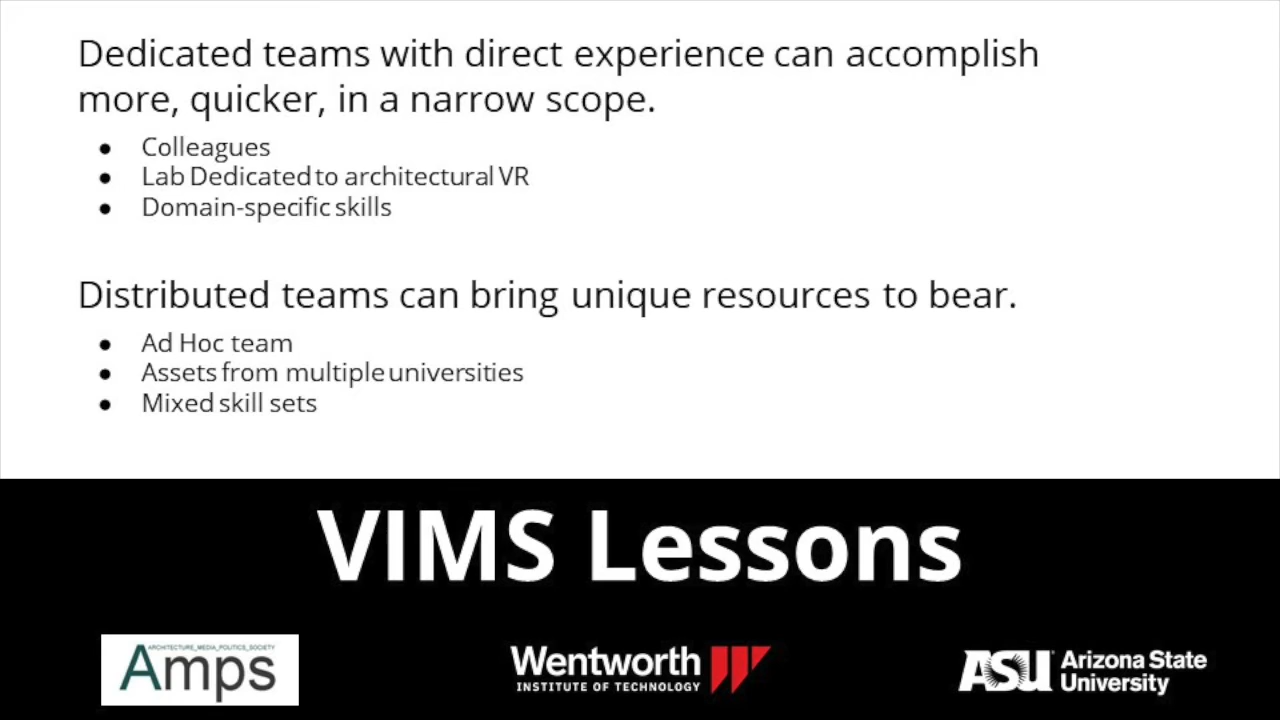 Dedicated teams with direct experience can accomplish
more, quicker, in a narrow scope.
● Colleagues
● Lab Dedicated to architectural VR
● Domain-specific skills
Distributed teams can bring unique resources to bear.
● Ad Hoc team
● Assets from multiple universities
● Mixed skill sets
VIMS Lessons
ARCHITECTURE_MEDIA_POLITICS_SOCIETY
Amps
Wentworth
INSTITUTE OF TECHNOLOGY
ASU Arizona State
University